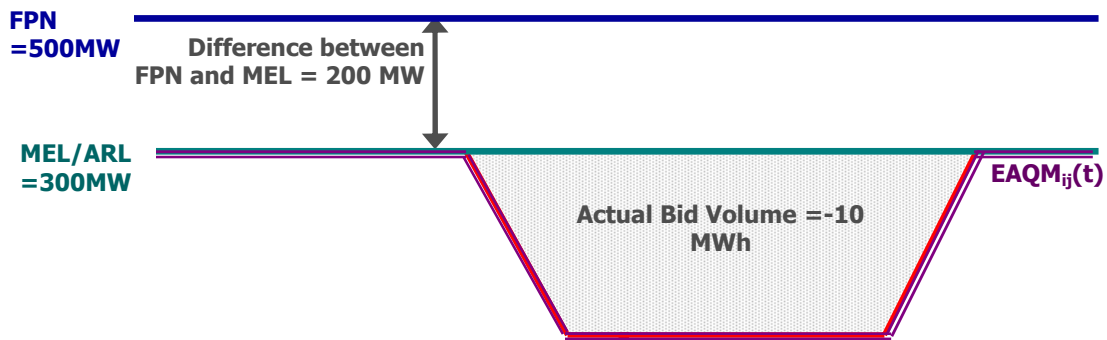 FPN
=500MW
Difference between
FPN and MEL = 200 MW
MEL/ARL
=300MW
EAQMij(t)
Actual Bid Volume =-10
MWh